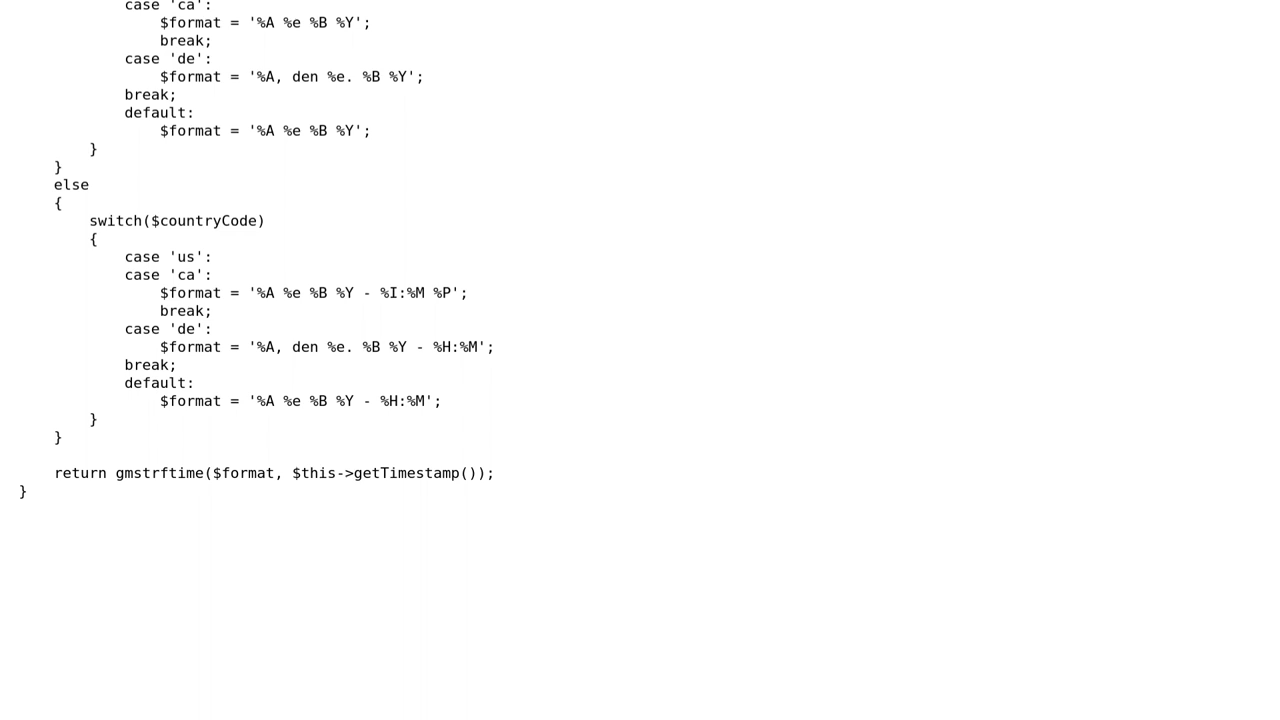 case 'ca':
$format = '%A %e %B %Y';
break;
case 'de':
$format = '%A, den %e. %B %Y';
break;
default:
$format = '%A %e %B %Y';
}
}
else
{
switch($countryCode)
{
case 'us':
case 'ca':
$format = '%A %e %B %Y - %I:%M %P';
break;
case 'de':
$format = '%A, den %e. %B %Y - %H:%M';
break;
default:
$format = '%A %e %B %Y - %H:%M';
}
}
return gmstrftime($format, $this->getTimestamp());
}